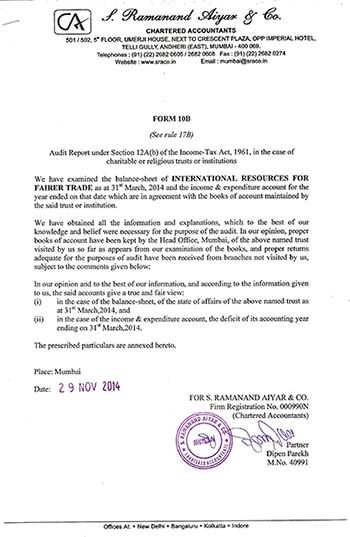 CA
S. Ramanand Aiyar & Co.
CHARTERED ACCOUNTANTS
501 / 502, 5th FLOOR, UMERJI HOUSE, NEXT TO CRESCENT PLAZA, OPP IMPERIAL HOTEL,
TELLI GULLY, ANDHERI (EAST), MUMBAI - 400 069.
Telephones : (91) (22) 2682 0605 / 2682 0608 Fax : (91) (22) 2682 0274
Website : www.sraco.in Email : mumbai@sraco.in
FORM 10B
(See rule 17B)
Audit Report under Section 12A(b) of the Income-Tax Act, 1961, in the case of
charitable or religious trusts or institutions
We have examined the balance-sheet of INTERNATIONAL RESOURCES FOR
FAIRER TRADE as at 31st March, 2014 and the income & expenditure account for the
year ended on that date which are in agreement with the books of account maintained by
the said trust or institution.
We have obtained all the information and explanations, which to the best of our
knowledge and belief were necessary for the purpose of the audit. In our opinion, proper
books of account have been kept by the Head Office, Mumbai, of the above named trust
visited by us so far as appears from our examination of the books, and proper returns
adequate for the purposes of audit have been received from branches not visited by us,
subject to the comments given below:
In our opinion and to the best of our information, and according to the information given
to us, the said accounts give a true and fair view:
(i) in the case of the balance-sheet, of the state of affairs of the above named trust as
at 31st March,2014, and
(ii) in the case of the income & expenditure account, the deficit of its accounting year
ending on 31st March,2014.
The prescribed particulars are annexed hereto.
Place: Mumbai
Date: 29 NOV 2014
FOR S. RAMANAND AIYAR & CO.
Firm Registration No. 000990N
(Chartered Accountants)
S. RAMANAND AIYAR & CO.
MUMBAI
CHARTERED ACCOUNTANTS
Partner
Dipen Parekh
M.No. 40991
Offices At: • New Delhi • Bengaluru • Kolkatta • Indore